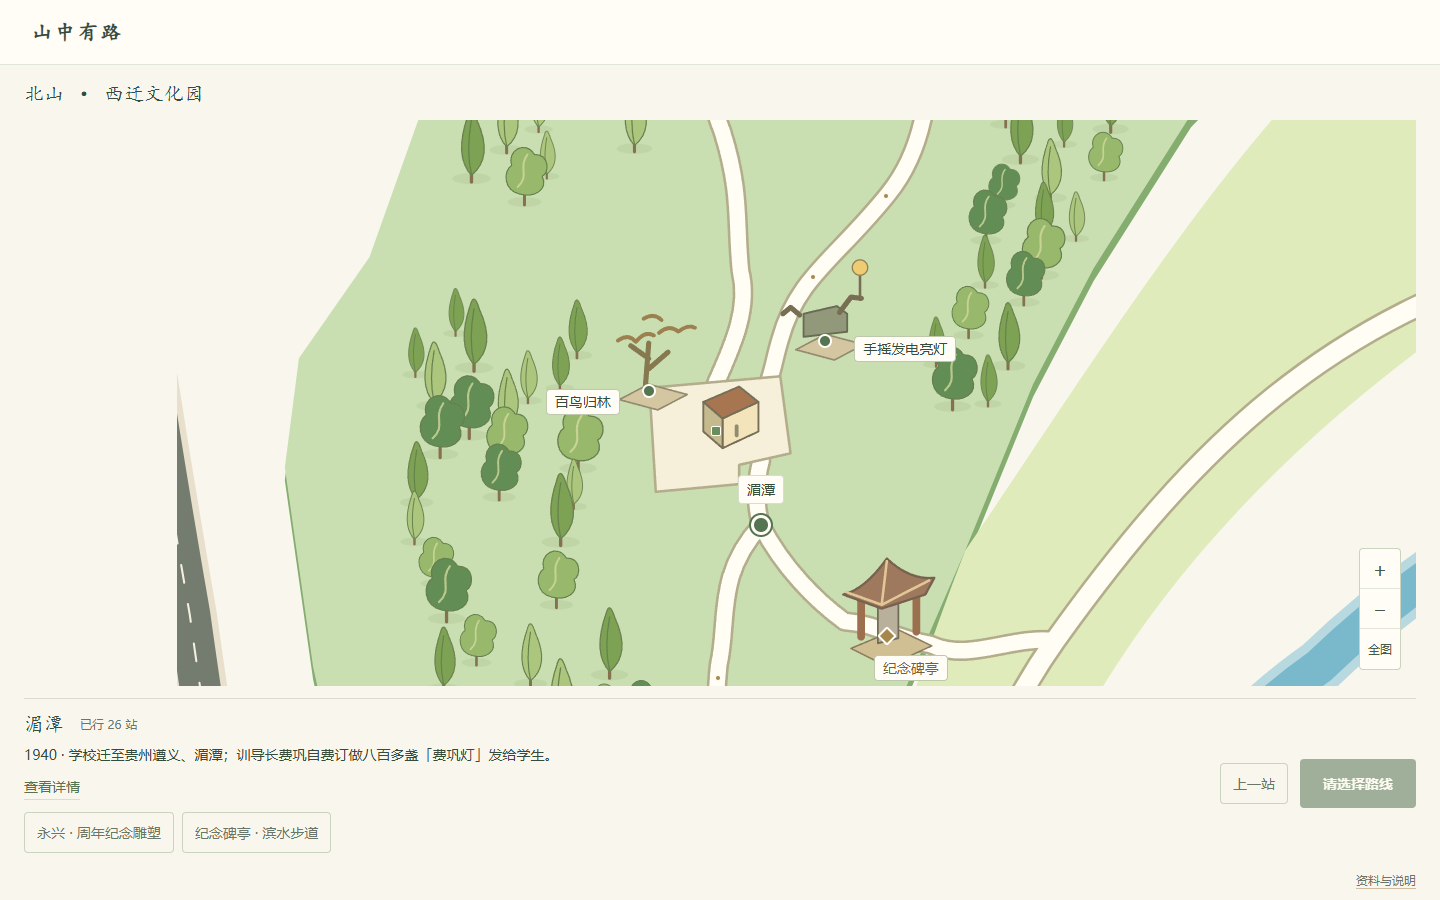 山中有路
北山 • 西迁文化园
手摇发电亮灯
百鸟归林
湄潭
纪念碑亭
+
−
全图
湄潭 已行 26 站
1940 · 学校迁至贵州遵义、湄潭；训导长费巩自费订做八百多盏「费巩灯」发给学生。
查看详情
上一站
请选择路线
永兴 · 周年纪念雕塑
纪念碑亭 · 滨水步道
资料与说明